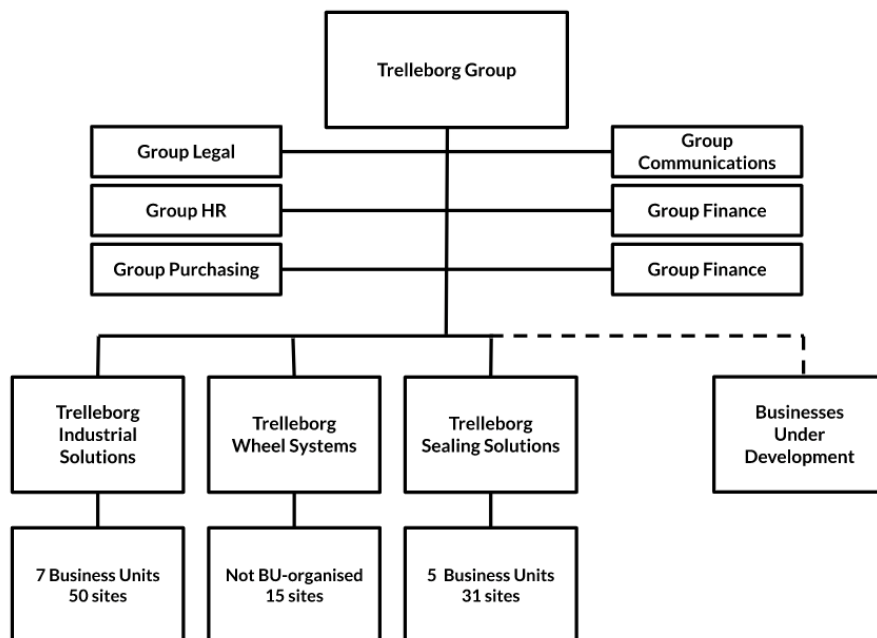 Trelleborg Group
Group Legal
Group
Communications
Group HR
Group Finance
Group Purchasing
Group Finance
Trelleborg
Industrial
Solutions
Trelleborg
Wheel Systems
Trelleborg
Sealing Solutions
Businesses
Under
Development
7 Business Units
50 sites
Not BU-organised
15 sites
5 Business Units
31 sites